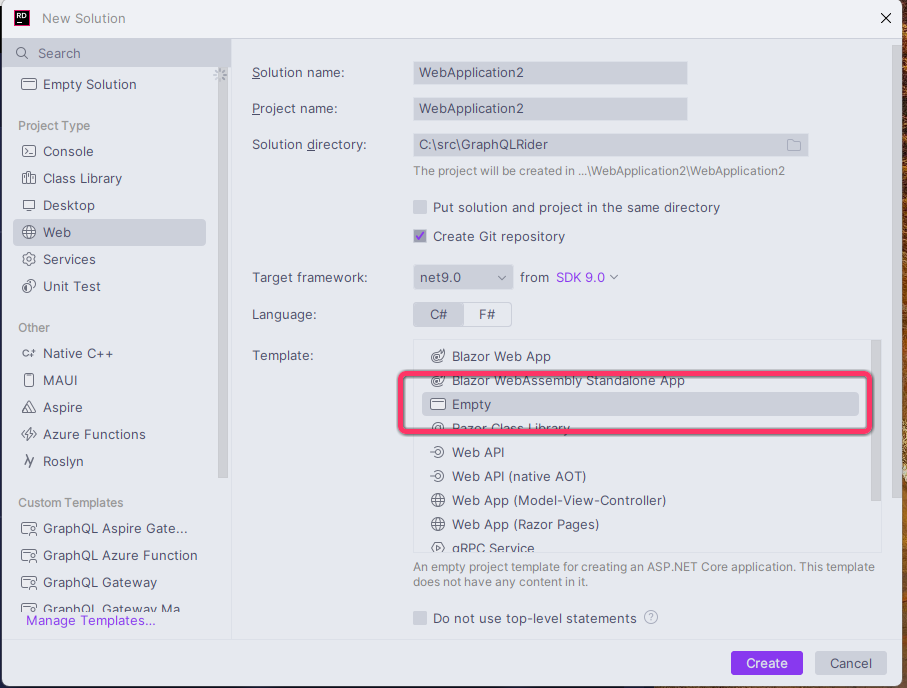 RD
New Solution
Search
Empty Solution
Project Type
Console
Class Library
Desktop
Web
Services
Unit Test
Other
Native C++
MAUI
Aspire
Azure Functions
Roslyn
Custom Templates
GraphQL Aspire Gate...
GraphQL Azure Function
GraphQL Gateway
GraphQL Gateway Ma
Manage Templates...
Solution name: WebApplication2
Project name: WebApplication2
Solution directory: C:\src\GraphQLRider
The project will be created in ...\WebApplication2\WebApplication2
Put solution and project in the same directory
Create Git repository
Target framework: net9.0 from SDK 9.0
Language: C# F#
Template:
Blazor Web App
Blazor WebAssembly Standalone App
Empty
Razor Class Library
Web API
Web API (native AOT)
Web App (Model-View-Controller)
Web App (Razor Pages)
gRPC Service
An empty project template for creating an ASP.NET Core application. This template
does not have any content in it.
Do not use top-level statements ?
Create Cancel